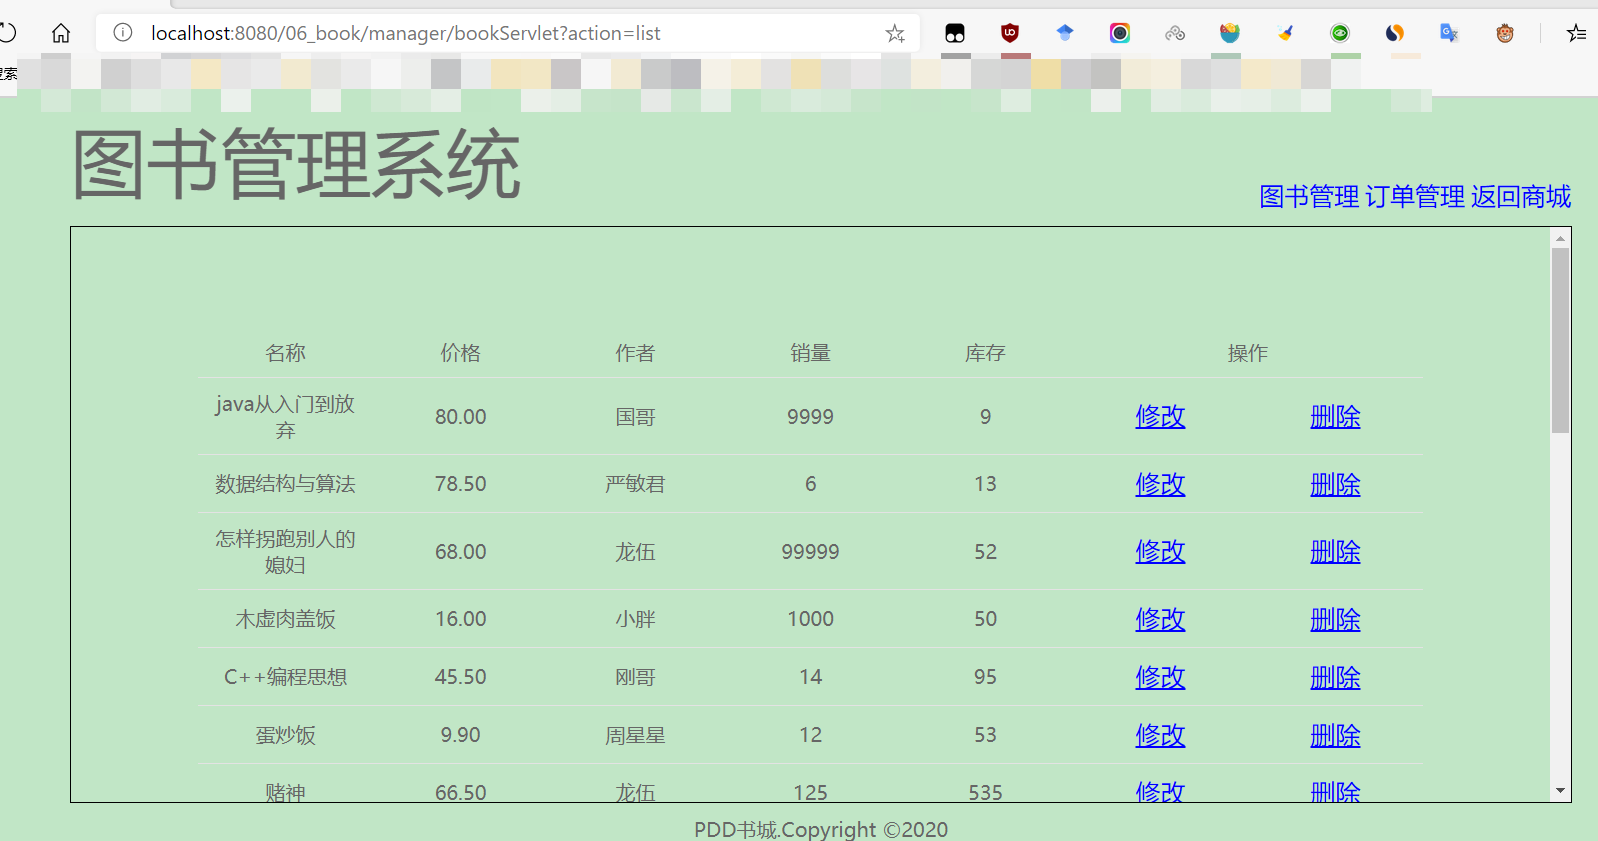 localhost:8080/06_book/manager/bookServlet?action=list
图书管理系统
图书管理 订单管理 返回商城
名称 价格 作者 销量 库存 操作
java从入门到放
弃 80.00 国哥 9999 9 修改 删除
数据结构与算法 78.50 严敏君 6 13 修改 删除
怎样拐跑别人的
媳妇 68.00 龙伍 99999 52 修改 删除
木虚肉盖饭 16.00 小胖 1000 50 修改 删除
C++编程思想 45.50 刚哥 14 95 修改 删除
蛋炒饭 9.90 周星星 12 53 修改 删除
赌神 66.50 龙伍 125 535 修改 删除
PDD书城.Copyright ©2020